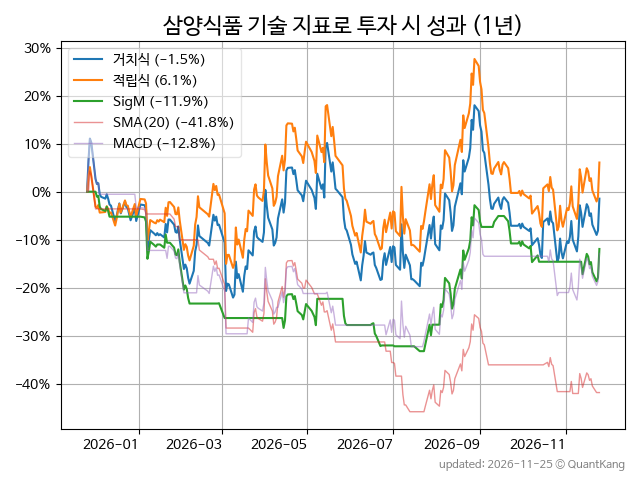 삼양식품 기술 지표로 투자 시 성과 (1년)
거치식 (−1.5%)
적립식 (6.1%)
SigM (−11.9%)
SMA(20) (−41.8%)
MACD (−12.8%)
30%
20%
10%
0%
−10%
−20%
−30%
−40%
2026-01 2026-03 2026-05 2026-07 2026-09 2026-11
updated: 2026-11-25 ⓒ QuantKang